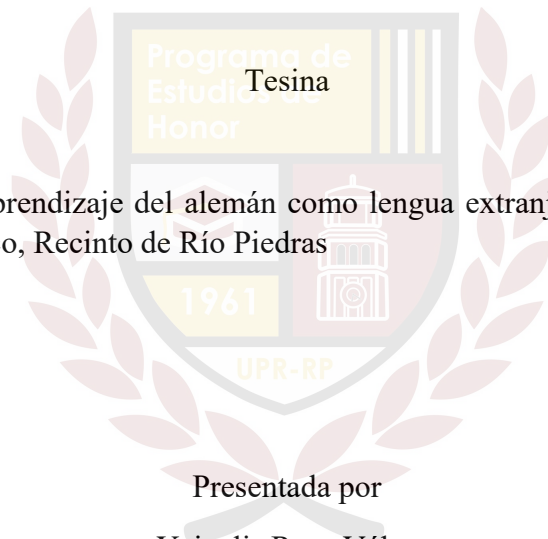 Programa de
Estudios de
Honor
Tesina
prendizaje del alemán como lengua extranj
o, Recinto de Río Piedras
1961
UPR-RP
Presentada por